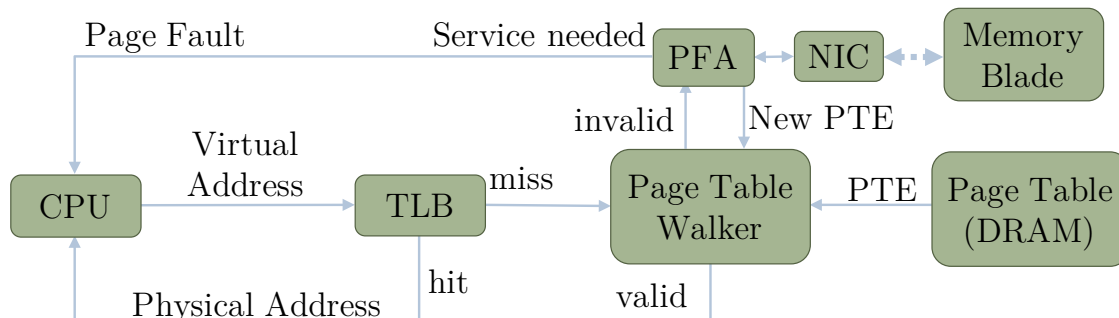 Page Fault
Service needed
PFA
NIC
Memory
Blade
invalid
New PTE
Virtual
Address
CPU
TLB
miss
Page Table
Walker
PTE
Page Table
(DRAM)
hit
valid
Physical Address